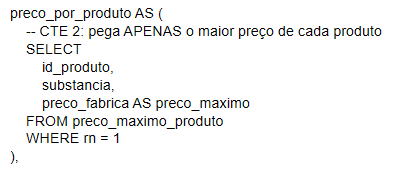 preco_por_produto AS (
-- CTE 2: pega APENAS o maior preço de cada produto
SELECT
id_produto,
substancia,
preco_fabrica AS preco_maximo
FROM preco_maximo_produto
WHERE rn = 1
),